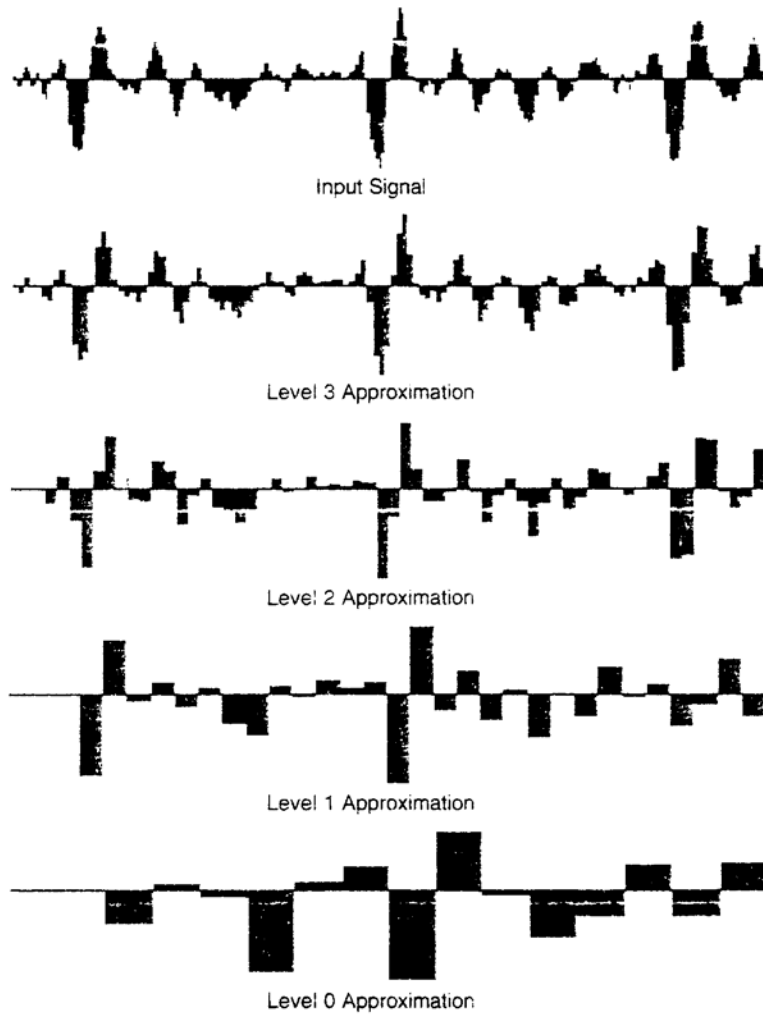 Input Signal
Level 3 Approximation
Level 2 Approximation
Level 1 Approximation
Level 0 Approximation